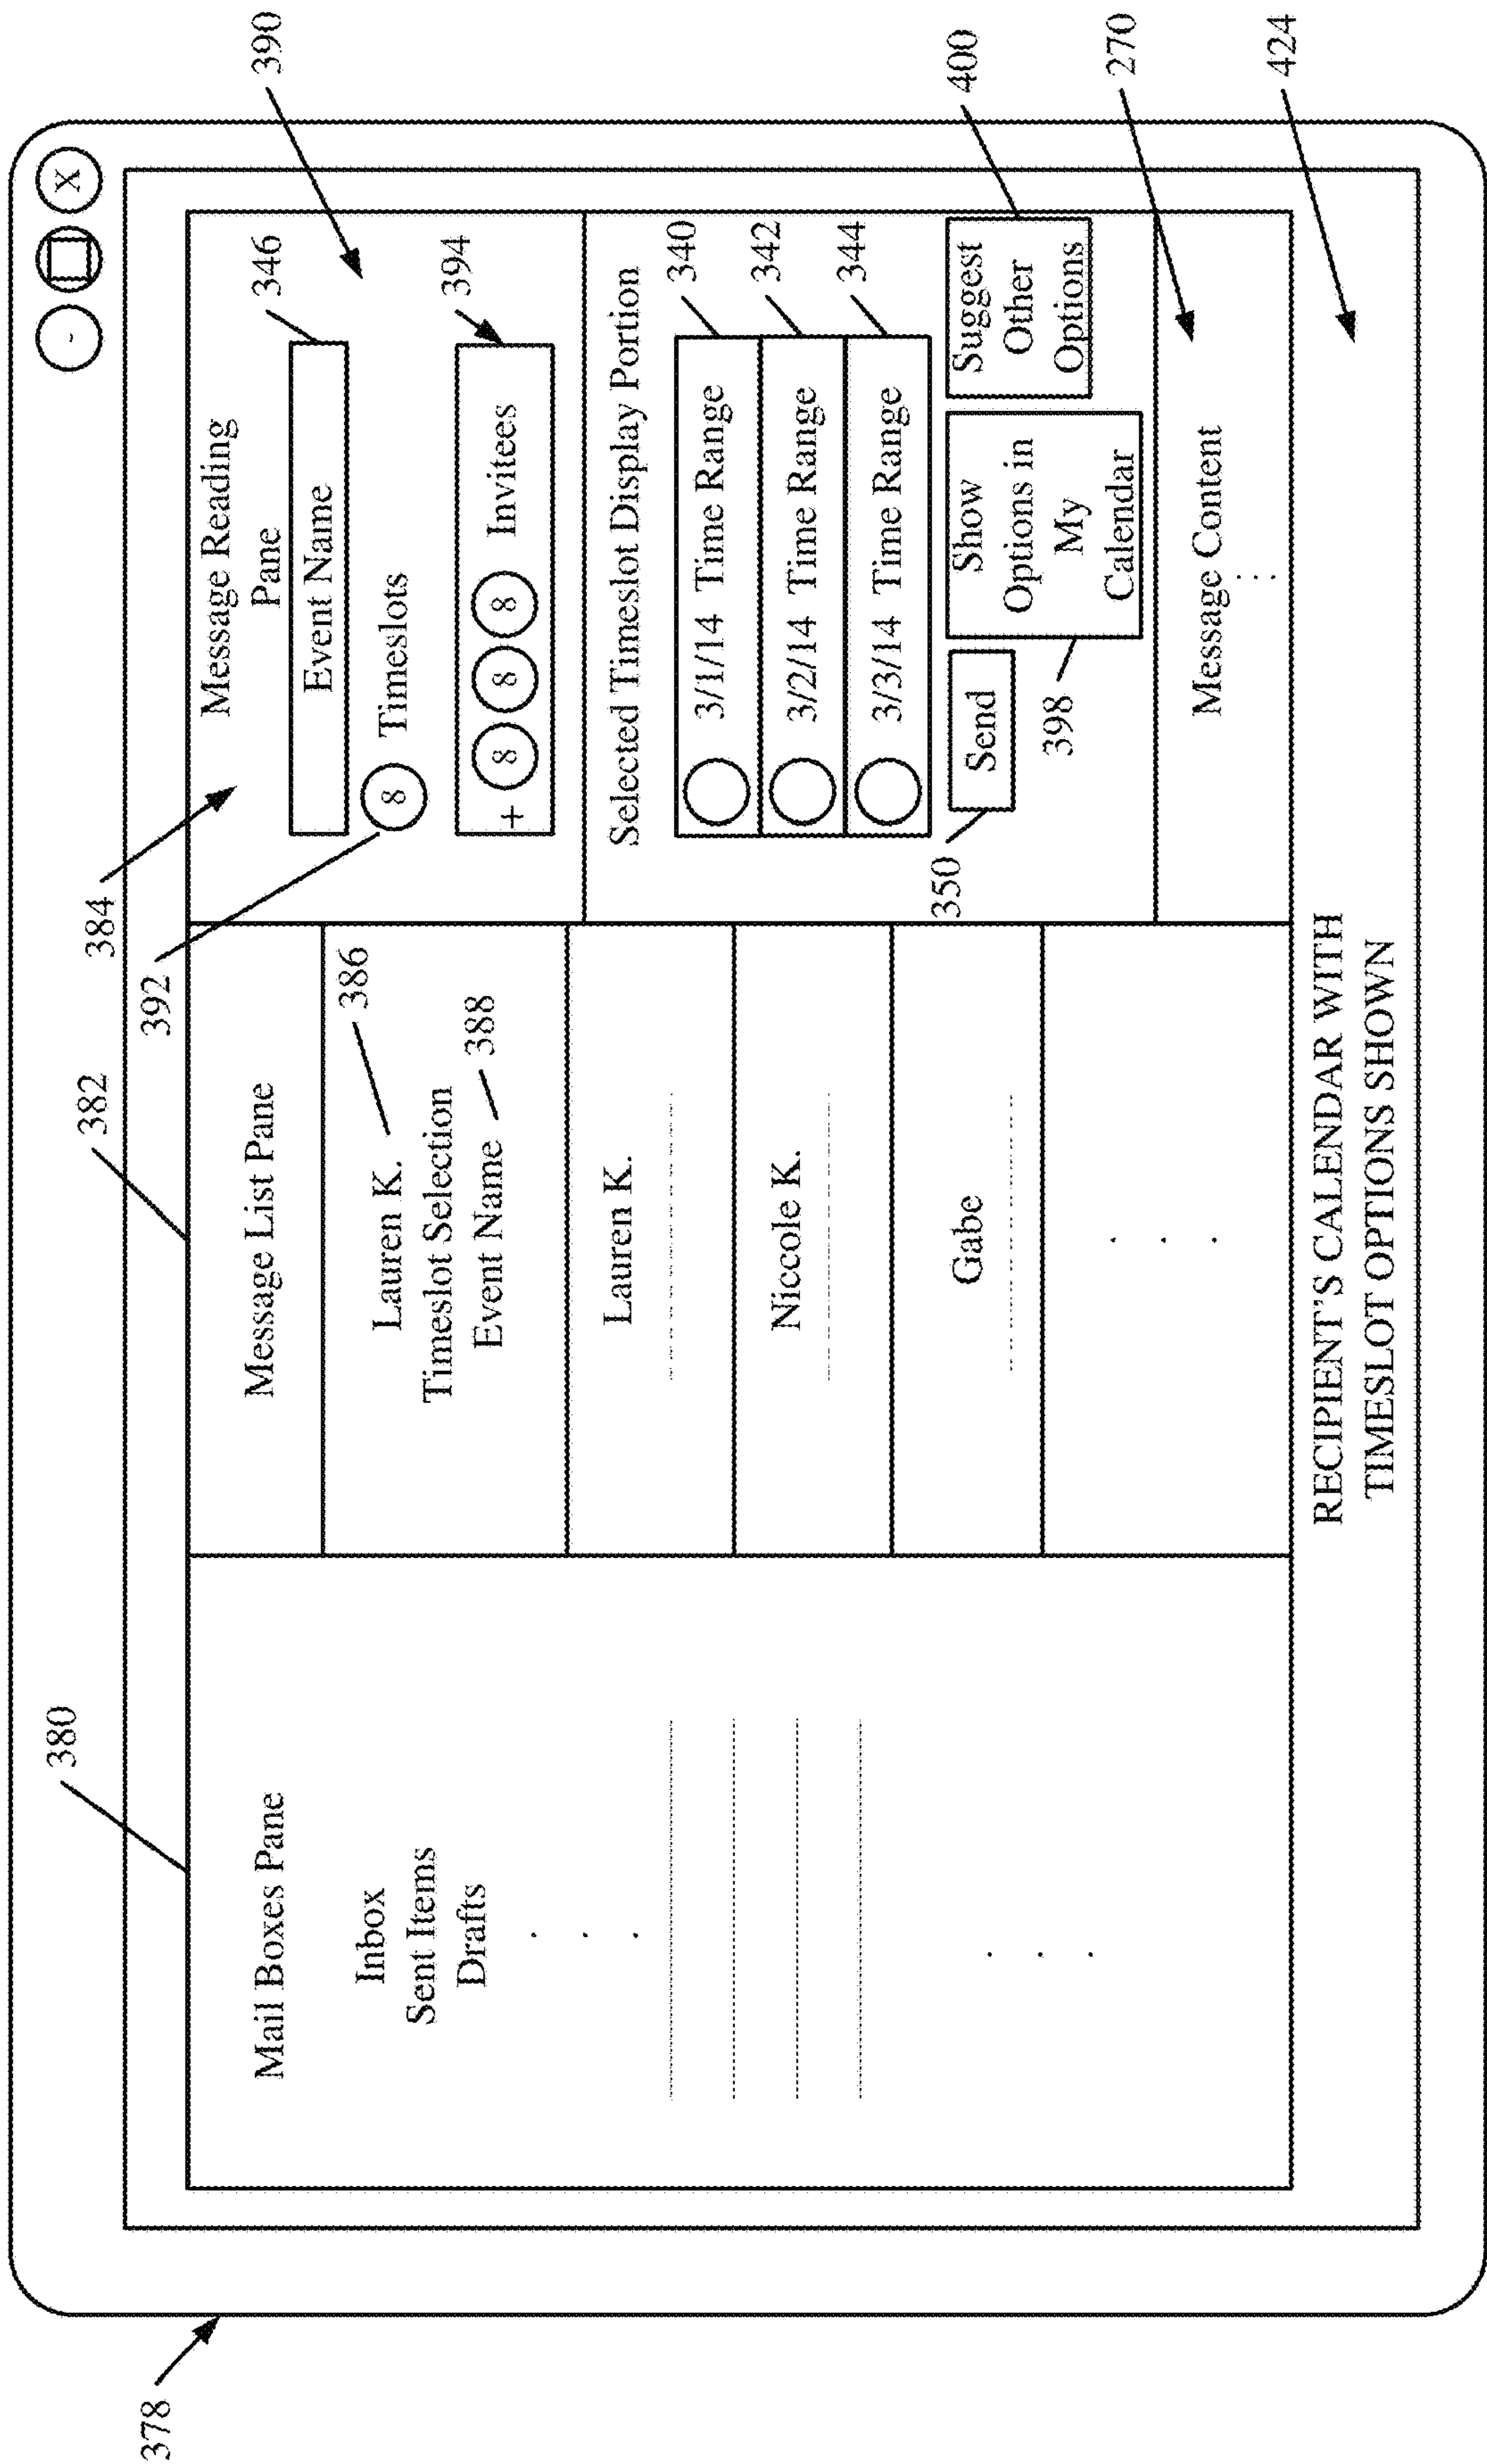 - X
380
382
384
392
346
390
394
Mail Boxes Pane
Inbox
Sent Items
Drafts
.
.
.
.
.
.
Message List Pane
Lauren K. 386
Timeslot Selection
Event Name 388
Lauren K.
Niccole K.
Gabe
.
.
.
Message Reading
Pane
Event Name
8 Timeslots
+ 8 8 8 Invitees
Selected Timeslot Display Portion
3/1/14 Time Range 340
3/2/14 Time Range 342
3/3/14 Time Range 344
350
Send
Show
Options in
My
Calendar
398
Suggest
Other
Options
400
Message Content
...
270
RECIPIENT'S CALENDAR WITH
TIMESLOT OPTIONS SHOWN
424
378